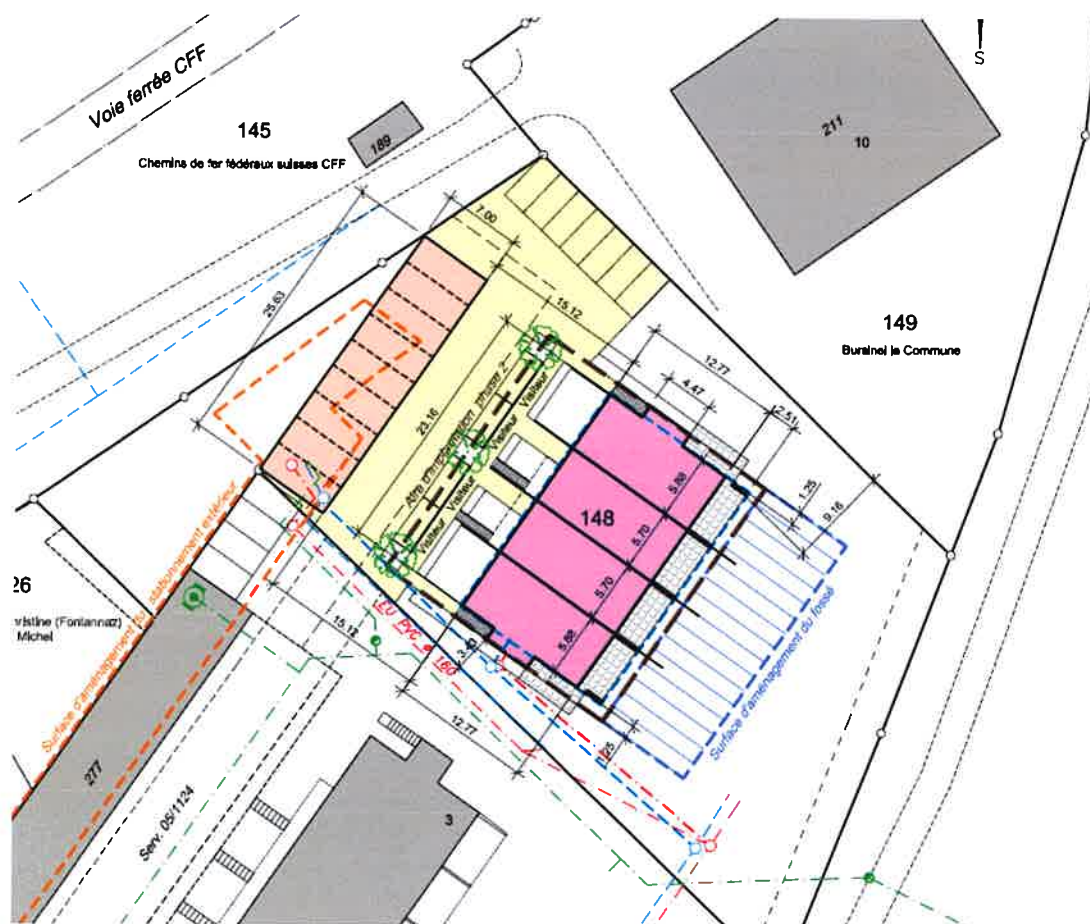 S
Voie ferrée CFF
145
Chemins de fer fédéraux suisses CFF
189
211
10
149
Bursinel la Commune
7.00
25.63
15.12
12.77
4.47
2.51
23.16
Aire d'implantation phase 2
Visiteur
Visiteur
Visiteur
Visiteur
148
5.88
5.70
5.70
5.88
1.25
9.16
26
Michel
Surface d'aménagement du stationnement extérieur
Surface d'aménagement du fossé
EU PVC
160
15.12
12.77
277
Serv. 05/1124
3